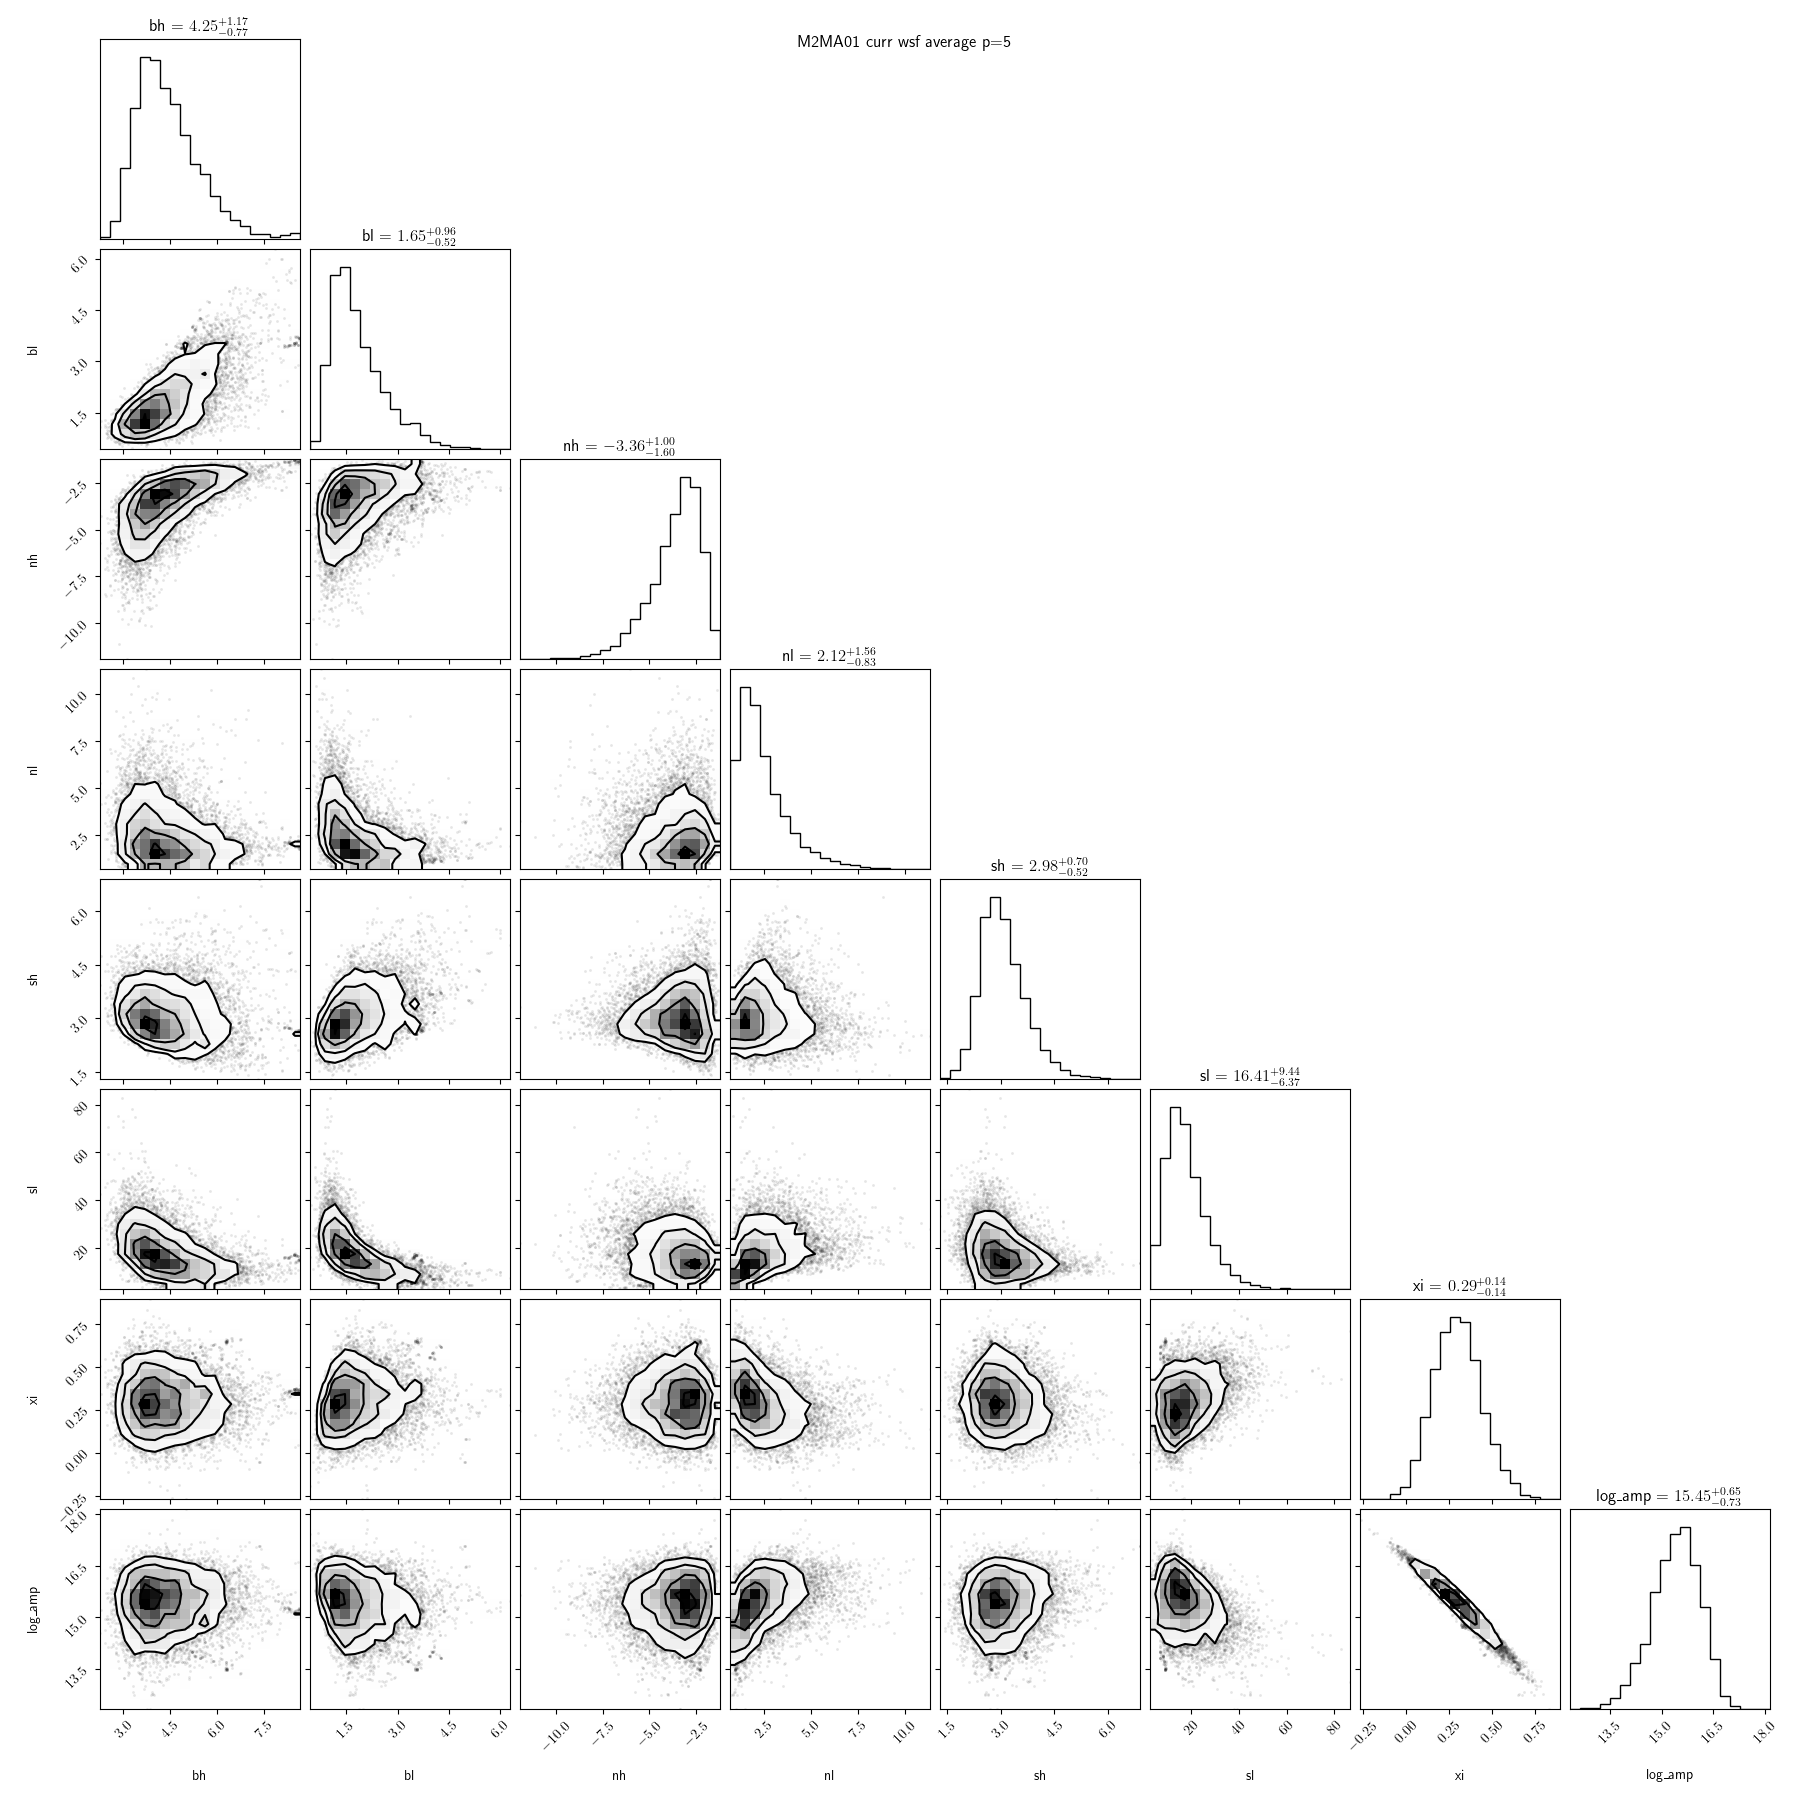 M2MA01 curr wsf average p=5
bh = 4.25^{+1.17}_{-0.77}
bl = 1.65^{+0.96}_{-0.52}
6.0
4.5
3.0
1.5
bl
nh = −3.36^{+1.00}_{-1.60}
−2.5
−5.0
−7.5
−10.0
nh
nl = 2.12^{+1.56}_{-0.83}
10.0
7.5
5.0
2.5
nl
sh = 2.98^{+0.70}_{-0.52}
6.0
4.5
3.0
1.5
sh
sl = 16.41^{+9.44}_{-6.37}
80
60
40
20
sl
xi = 0.29^{+0.14}_{-0.14}
0.75
0.50
0.25
0.00
−0.25
xi
log_amp = 15.45^{+0.65}_{-0.73}
18.0
16.5
15.0
13.5
log_amp
3.0 4.5 6.0 7.5 1.5 3.0 4.5 6.0 −10.0 −7.5 −5.0 −2.5 2.5 5.0 7.5 10.0 1.5 3.0 4.5 6.0 20 40 60 80 −0.25 0.00 0.25 0.50 0.75 13.5 15.0 16.5 18.0
bh bl nh nl sh sl xi log_amp